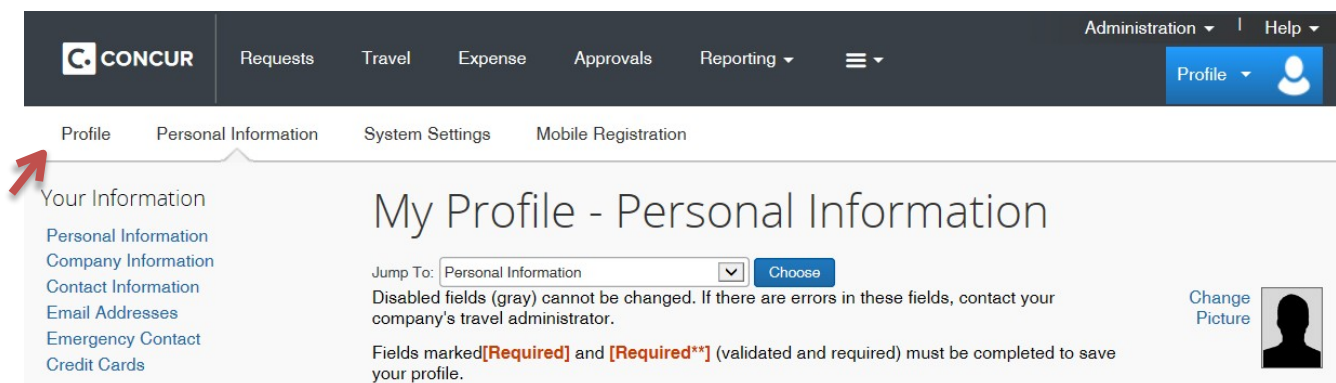 Administration | Help
C. CONCUR Requests Travel Expense Approvals Reporting
Profile
Profile Personal Information System Settings Mobile Registration
Your Information
Personal Information
Company Information
Contact Information
Email Addresses
Emergency Contact
Credit Cards
My Profile - Personal Information
Jump To: Personal Information Choose
Disabled fields (gray) cannot be changed. If there are errors in these fields, contact your
company's travel administrator.
Fields marked[Required] and [Required**] (validated and required) must be completed to save
your profile.
Change
Picture